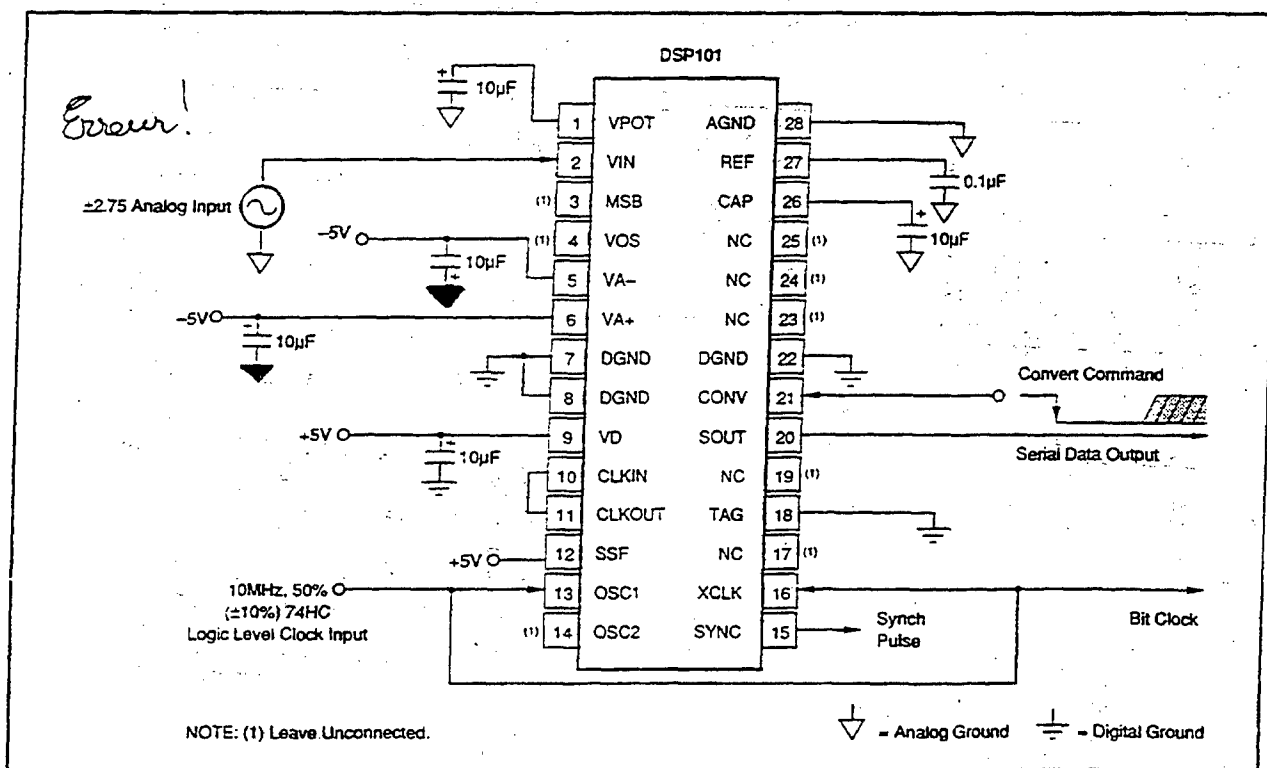 DSP101
Erreur!
+
10µF
1 VPOT AGND 28
2 VIN REF 27
0.1µF
±2.75 Analog Input
(1) 3 MSB CAP 26
+
10µF
−5V
(1) 4 VOS NC 25 (1)
10µF
+
5 VA− NC 24 (1)
−5V
6 VA+ NC 23 (1)
+
10µF
7 DGND DGND 22
Convert Command
8 DGND CONV 21
+5V
9 VD SOUT 20
+
10µF
Serial Data Output
10 CLKIN NC 19 (1)
11 CLKOUT TAG 18
+5V
12 SSF NC 17 (1)
10MHz, 50%
(±10%) 74HC
Logic Level Clock Input
13 OSC1 XCLK 16
Bit Clock
(1) 14 OSC2 SYNC 15
Synch
Pulse
NOTE: (1) Leave Unconnected.
= Analog Ground
= Digital Ground